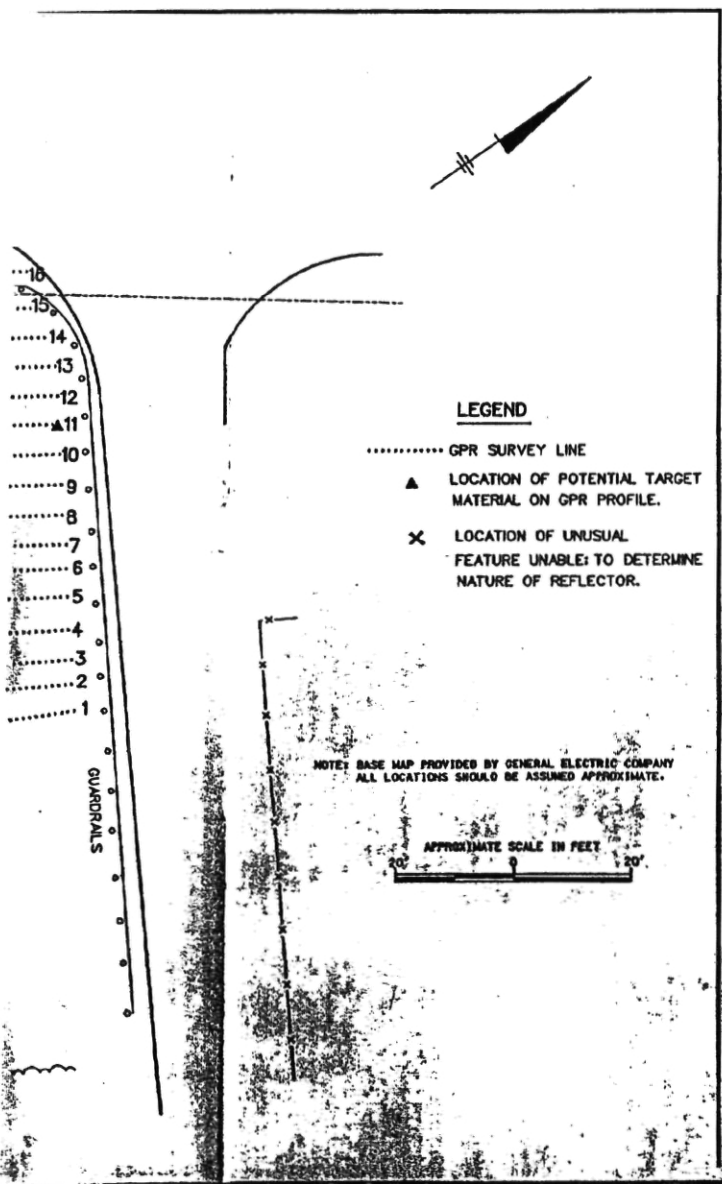 16
15
14
13
12
11
10
9
8
7
6
5
4
3
2
1
GUARDRAILS
LEGEND
GPR SURVEY LINE
LOCATION OF POTENTIAL TARGET
MATERIAL ON GPR PROFILE.
LOCATION OF UNUSUAL
FEATURE UNABLE: TO DETERMINE
NATURE OF REFLECTOR.
NOTE: BASE MAP PROVIDED BY GENERAL ELECTRIC COMPANY
ALL LOCATIONS SHOULD BE ASSUMED APPROXIMATE.
APPROXIMATE SCALE IN FEET
20' 0 20'